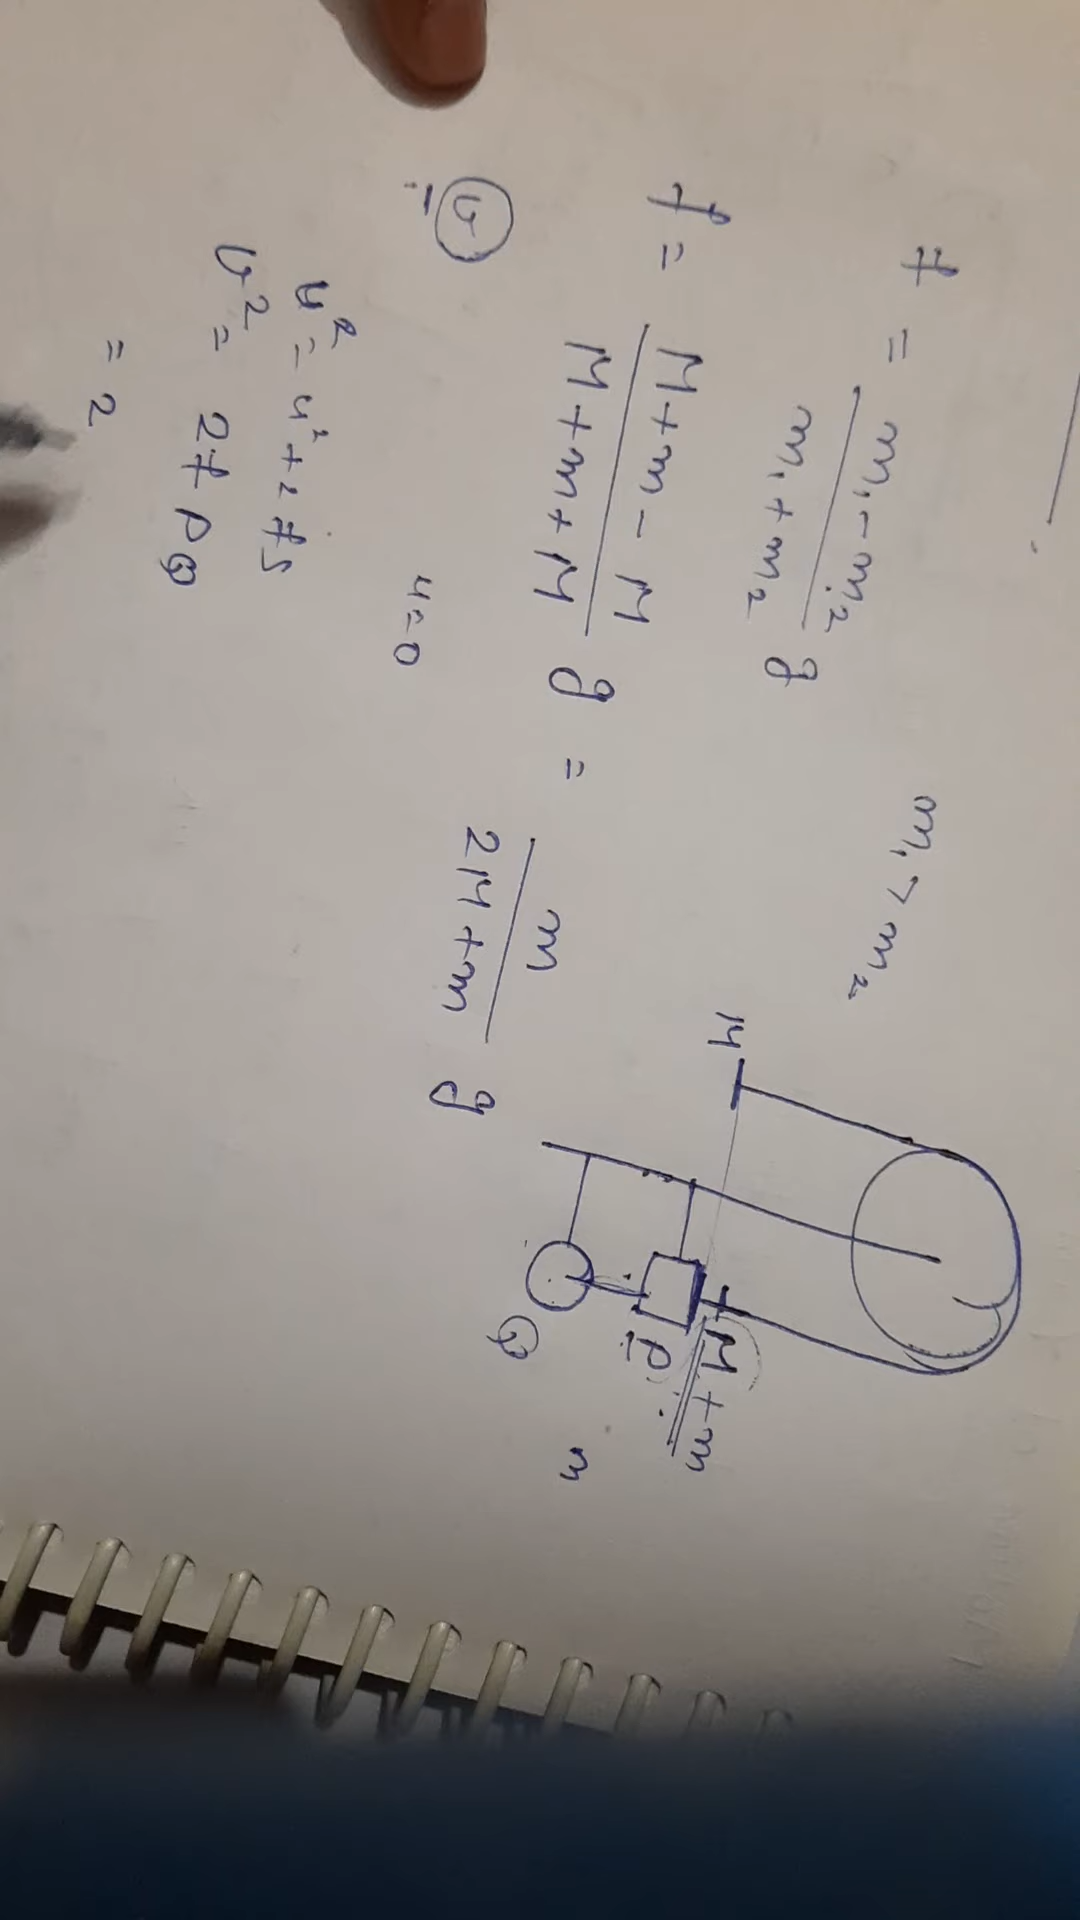 f = m₁ - m₂ / m₁ + m₂ g
m₁ > m₂
f = M + m - M / M + m + M g = m / 2M + m g
v
u = 0
v² = u² + 2fs
v² = 2f PQ
= 2
M
M + m
P
Q
m